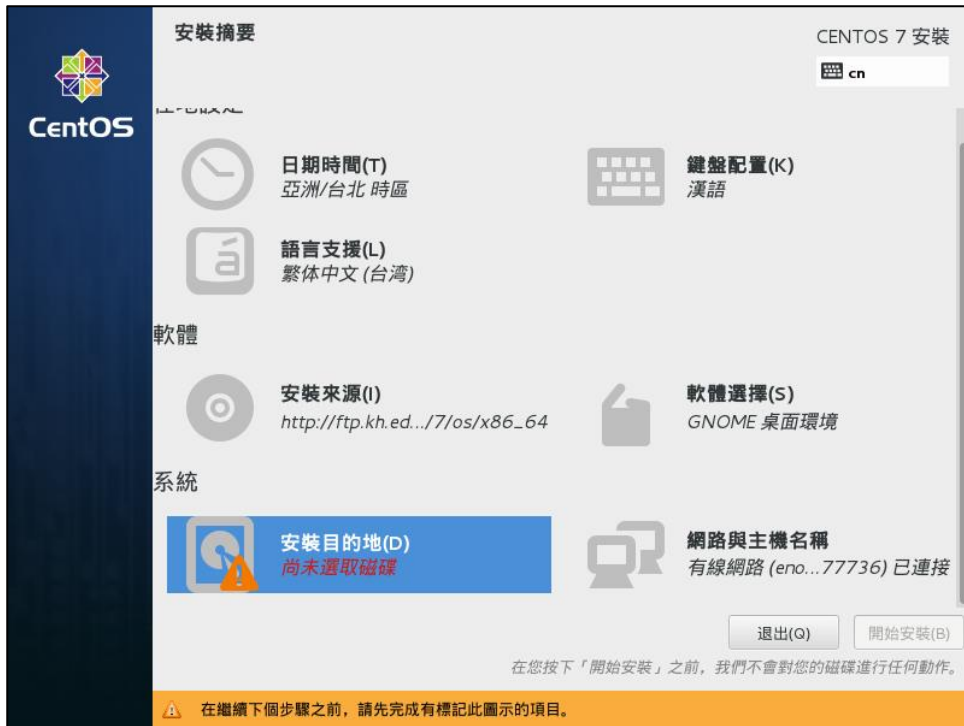 安裝摘要
CENTOS 7 安裝
cn
CentOS
日期時間(T)
亞洲/台北 時區
鍵盤配置(K)
漢語
語言支援(L)
繁体中文 (台湾)
軟體
安裝來源(I)
http://ftp.kh.ed.../7/os/x86_64
軟體選擇(S)
GNOME 桌面環境
系統
安裝目的地(D)
尚未選取磁碟
網路與主機名稱
有線網路 (eno...77736) 已連接
退出(Q)
開始安裝(B)
在您按下「開始安裝」之前，我們不會對您的磁碟進行任何動作。
在繼續下個步驟之前，請先完成有標記此圖示的項目。